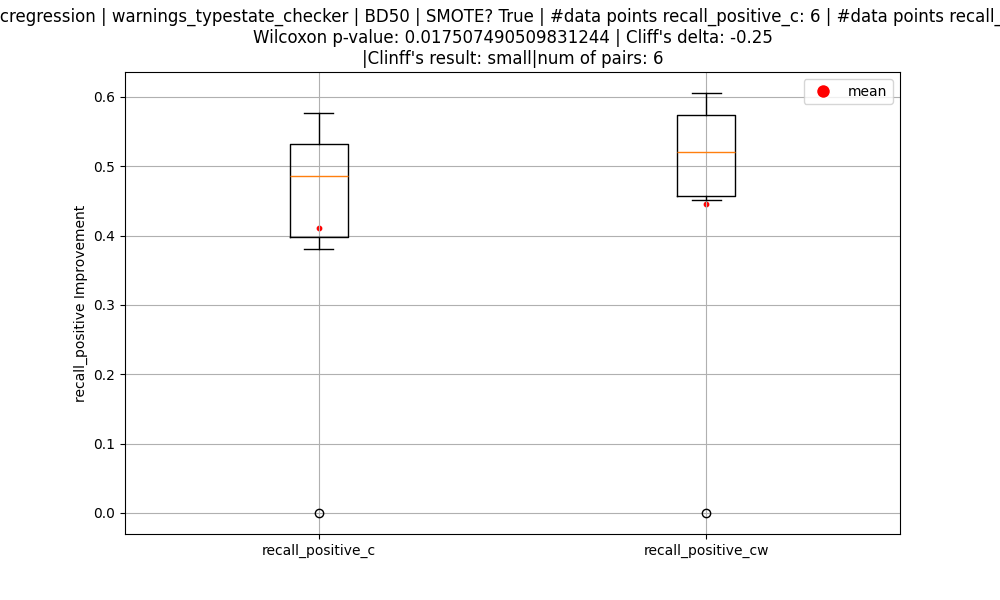 cregression | warnings_typestate_checker | BD50 | SMOTE? True | #data points recall_positive_c: 6 | #data points recall_
Wilcoxon p-value: 0.017507490509831244 | Cliff's delta: -0.25
|Clinff's result: small|num of pairs: 6
mean
0.6
0.5
0.4
0.3
0.2
0.1
0.0
recall_positive Improvement
recall_positive_c
recall_positive_cw